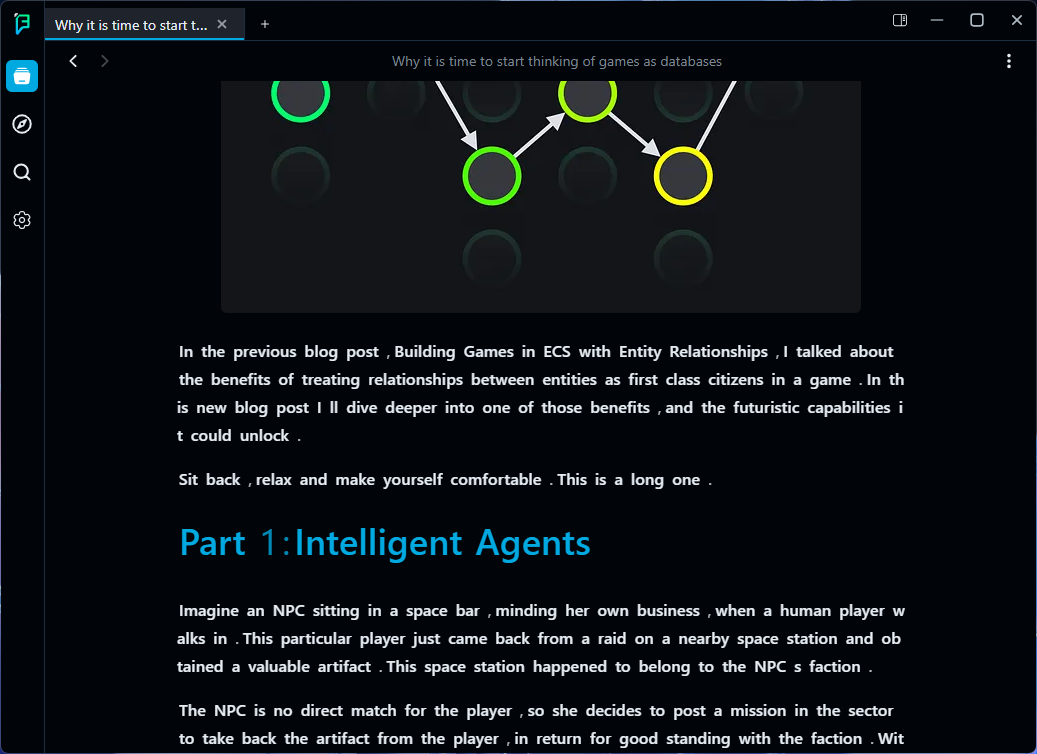 Why it is time to start t...
Why it is time to start thinking of games as databases
In the previous blog post , Building Games in ECS with Entity Relationships , I talked about
the benefits of treating relationships between entities as first class citizens in a game . In th
is new blog post I ll dive deeper into one of those benefits , and the futuristic capabilities i
t could unlock .
Sit back , relax and make yourself comfortable . This is a long one .
Part 1 : Intelligent Agents
Imagine an NPC sitting in a space bar , minding her own business , when a human player w
alks in . This particular player just came back from a raid on a nearby space station and ob
tained a valuable artifact . This space station happened to belong to the NPC s faction .
The NPC is no direct match for the player , so she decides to post a mission in the sector
to take back the artifact from the player , in return for good standing with the faction . Wit